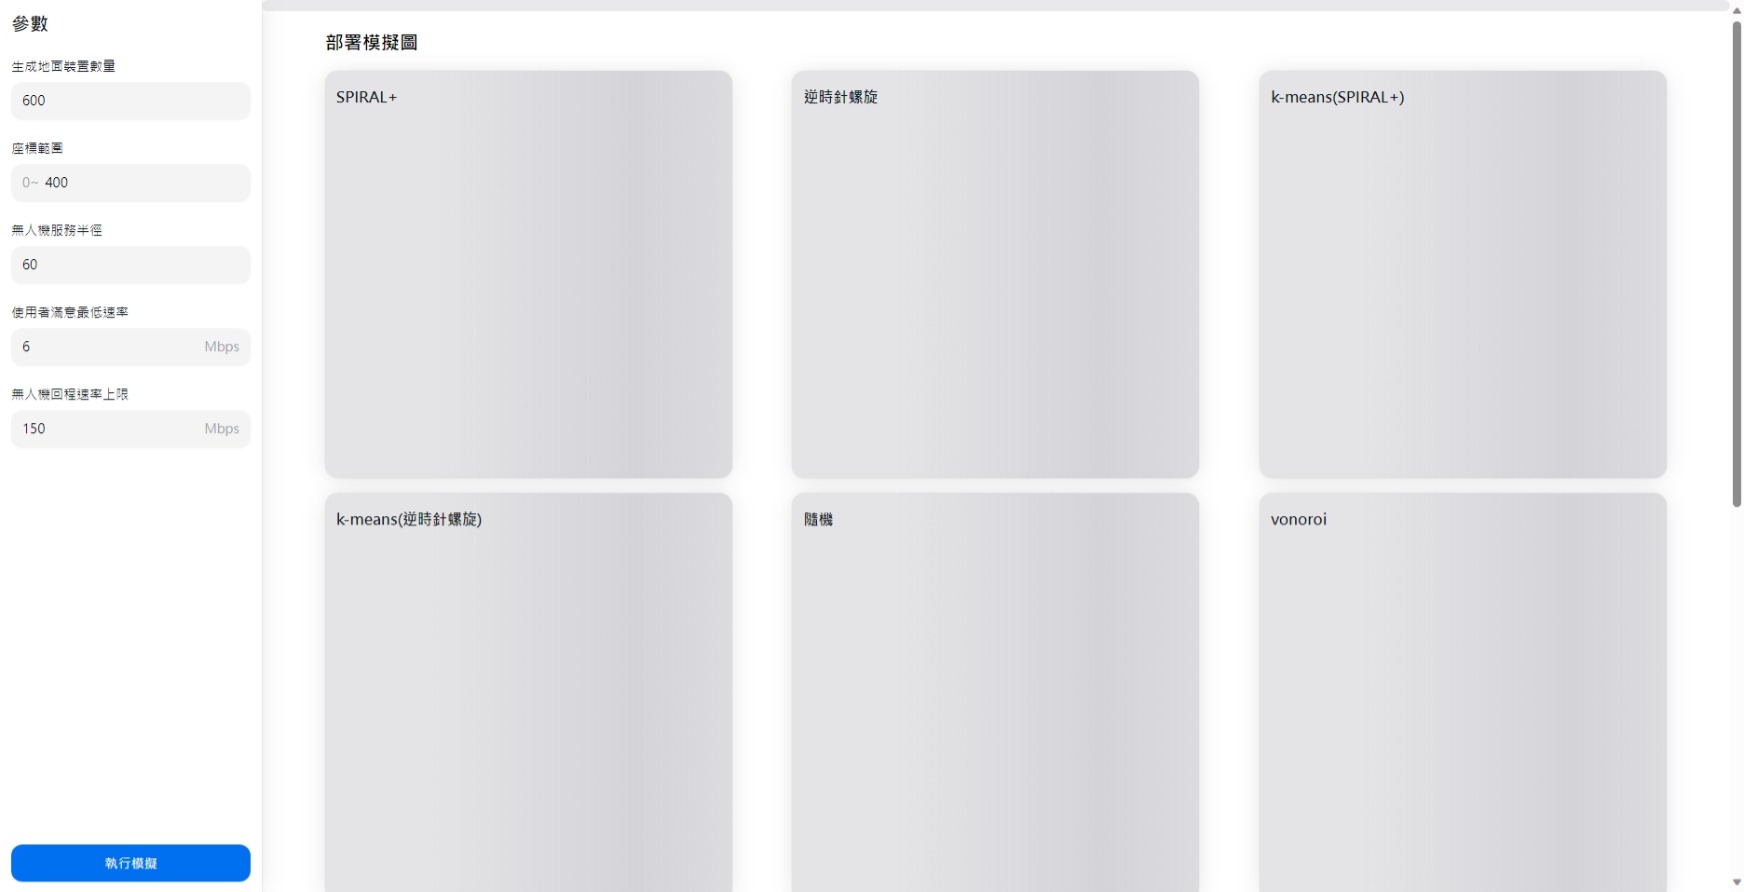 參數
生成地面裝置數量
600
座標範圍
0~ 400
無人機服務半徑
60
使用者滿意最低速率
6 Mbps
無人機回程速率上限
150 Mbps
執行模擬
部署模擬圖
SPIRAL+
逆時針螺旋
k-means(SPIRAL+)
k-means(逆時針螺旋)
隨機
vonoroi